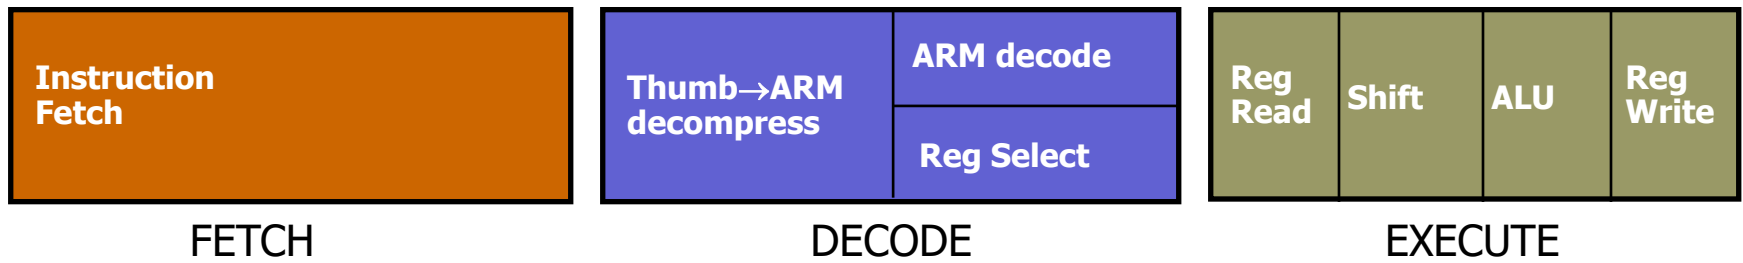 Instruction
Fetch
Thumb→ARM
decompress
ARM decode
Reg Select
Reg
Read
Shift
ALU
Reg
Write
FETCH
DECODE
EXECUTE